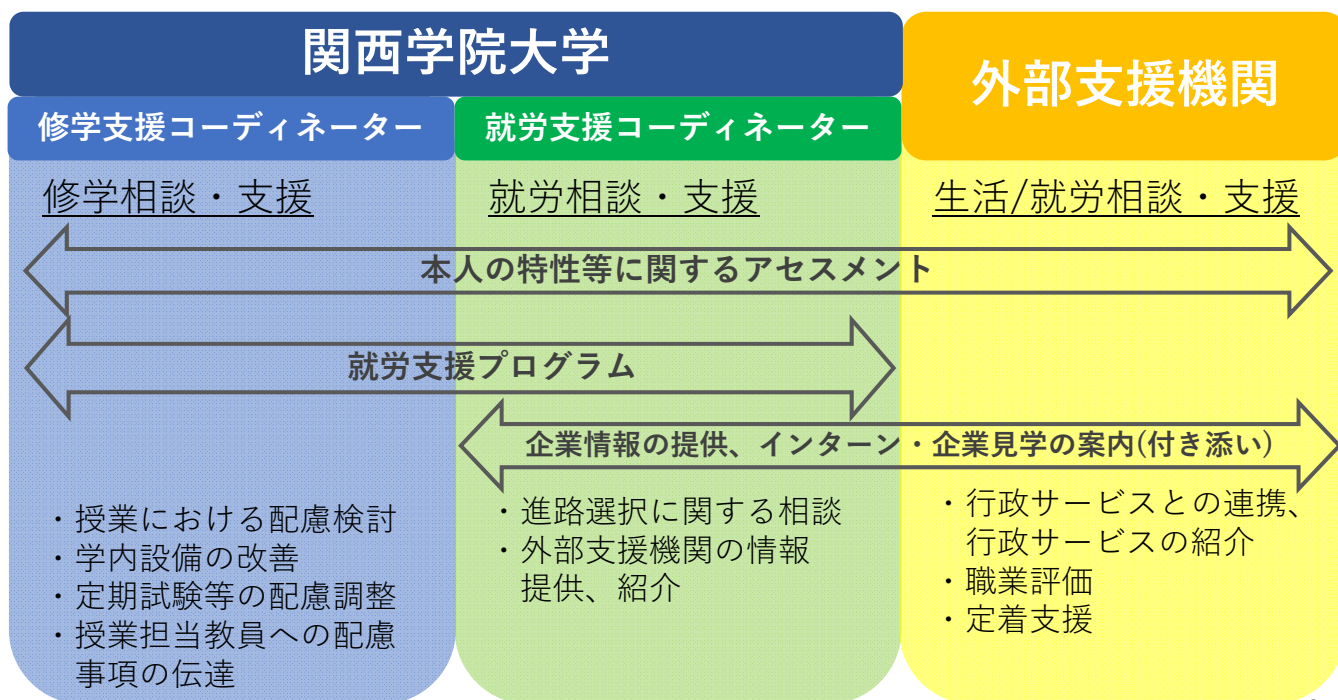 関西学院大学
外部支援機関
修学支援コーディネーター
就労支援コーディネーター
修学相談・支援
就労相談・支援
生活/就労相談・支援
本人の特性等に関するアセスメント
就労支援プログラム
企業情報の提供、インターン・企業見学の案内(付き添い)
・授業における配慮検討
・学内設備の改善
・定期試験等の配慮調整
・授業担当教員への配慮
事項の伝達
・進路選択に関する相談
・外部支援機関の情報
提供、紹介
・行政サービスとの連携、
行政サービスの紹介
・職業評価
・定着支援